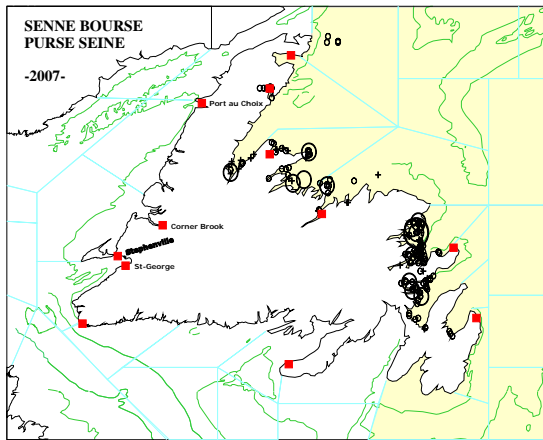 SENNE BOURSE
PURSE SEINE
-2007-
Port au Choix
Corner Brook
Stephenville
St-George